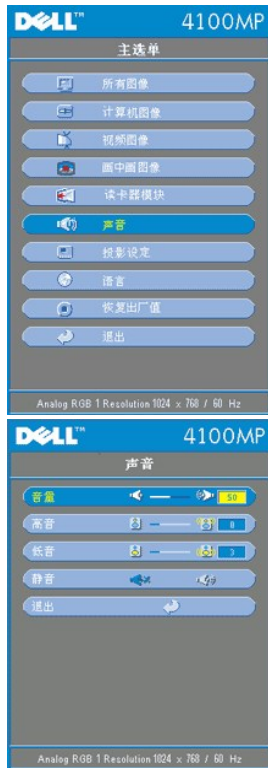 DELL™ 4100MP
主选单
所有图像
计算机图像
视频图像
画中画图像
读卡器模块
声音
投影设定
语言
恢复出厂值
退出
Analog RGB 1 Resolution 1024 x 768 / 60 Hz
DELL™ 4100MP
声音
音量 50
高音 0
低音
静音
退出
Analog RGB 1 Resolution 1024 x 768 / 60 Hz